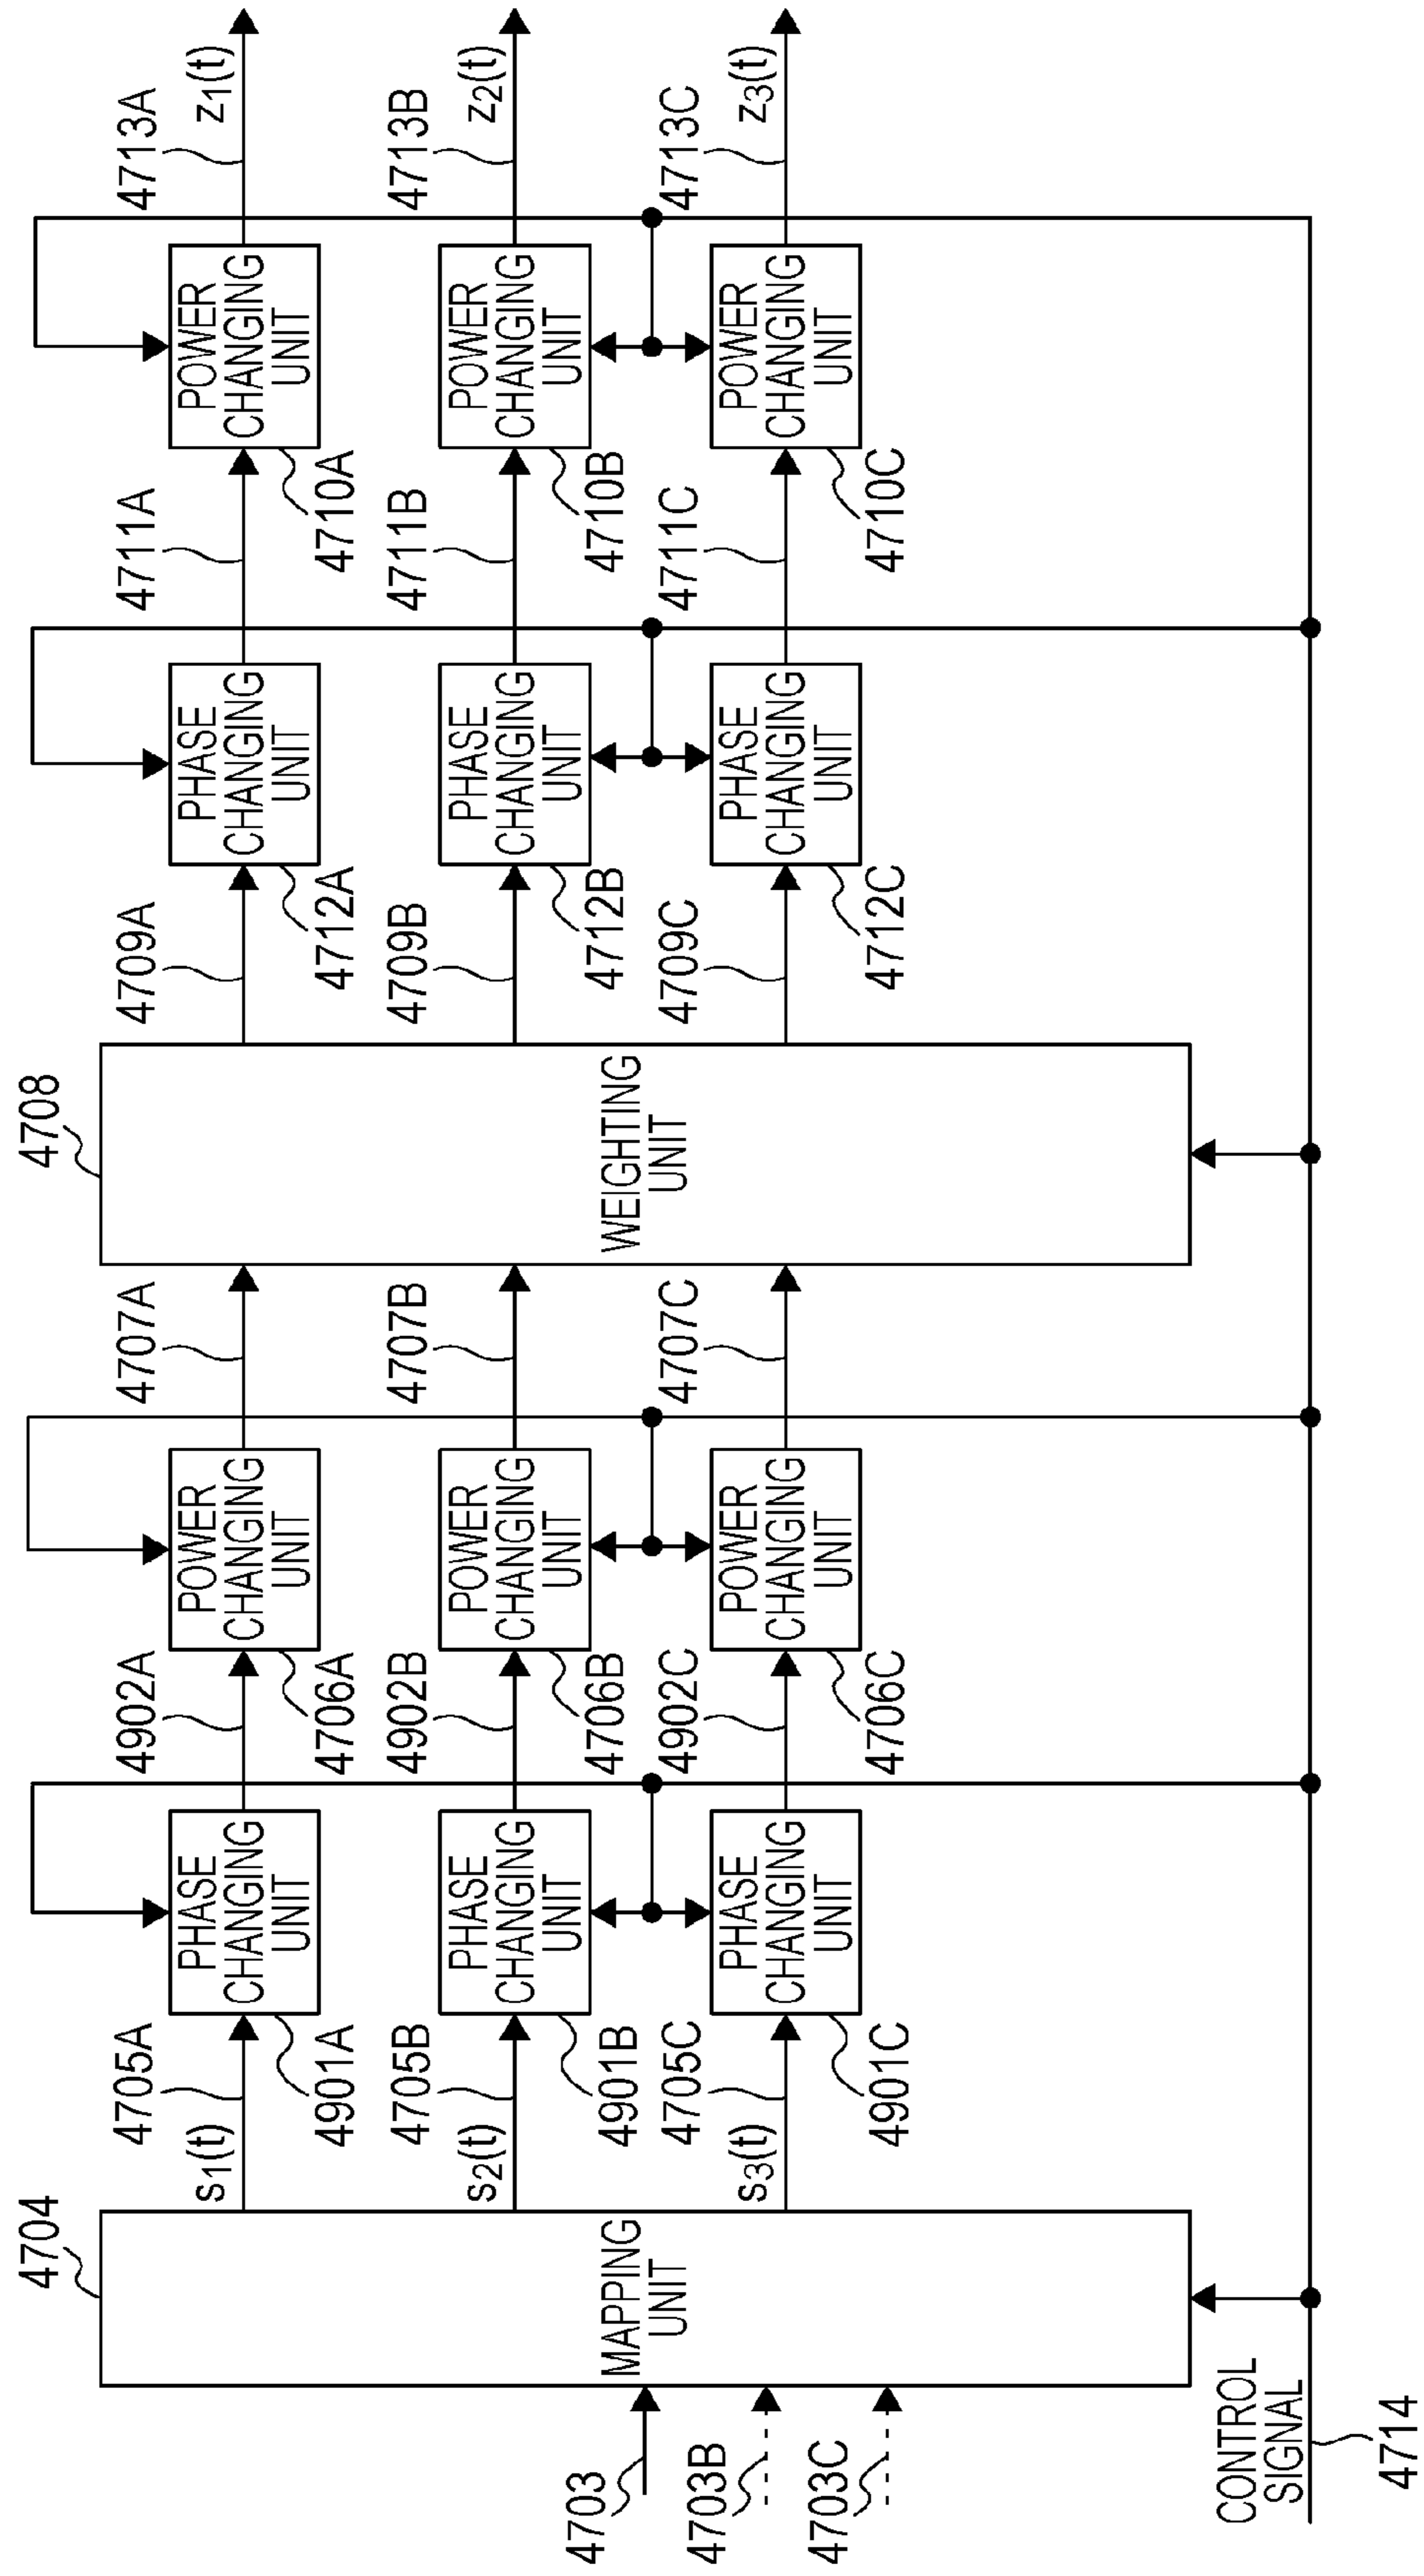 4703
4703B
4703C
CONTROL
SIGNAL
4714
4704
MAPPING
UNIT
s1(t)
4705A
s2(t)
4705B
s3(t)
4705C
4901A
PHASE
CHANGING
UNIT
4901B
PHASE
CHANGING
UNIT
4901C
PHASE
CHANGING
UNIT
4902A
4902B
4902C
4706A
POWER
CHANGING
UNIT
4706B
POWER
CHANGING
UNIT
4706C
POWER
CHANGING
UNIT
4707A
4707B
4707C
4708
WEIGHTING
UNIT
4709A
4709B
4709C
4712A
PHASE
CHANGING
UNIT
4712B
PHASE
CHANGING
UNIT
4712C
PHASE
CHANGING
UNIT
4711A
4711B
4711C
4710A
POWER
CHANGING
UNIT
4710B
POWER
CHANGING
UNIT
4710C
POWER
CHANGING
UNIT
4713A
z1(t)
4713B
z2(t)
4713C
z3(t)